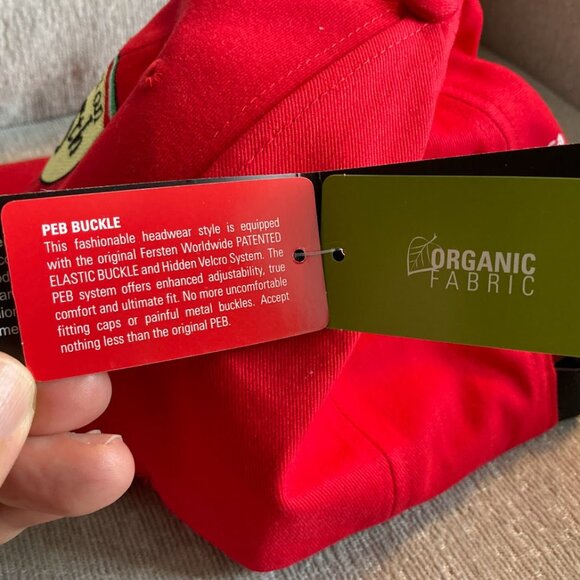 PEB BUCKLE
This fashionable headwear style is equipped
with the original Fersten Worldwide PATENTED
ELASTIC BUCKLE and Hidden Velcro System. The
PEB system offers enhanced adjustability, true
comfort and ultimate fit. No more uncomfortable
fitting caps or painful metal buckles. Accept
nothing less than the original PEB.
ORGANIC
FABRIC